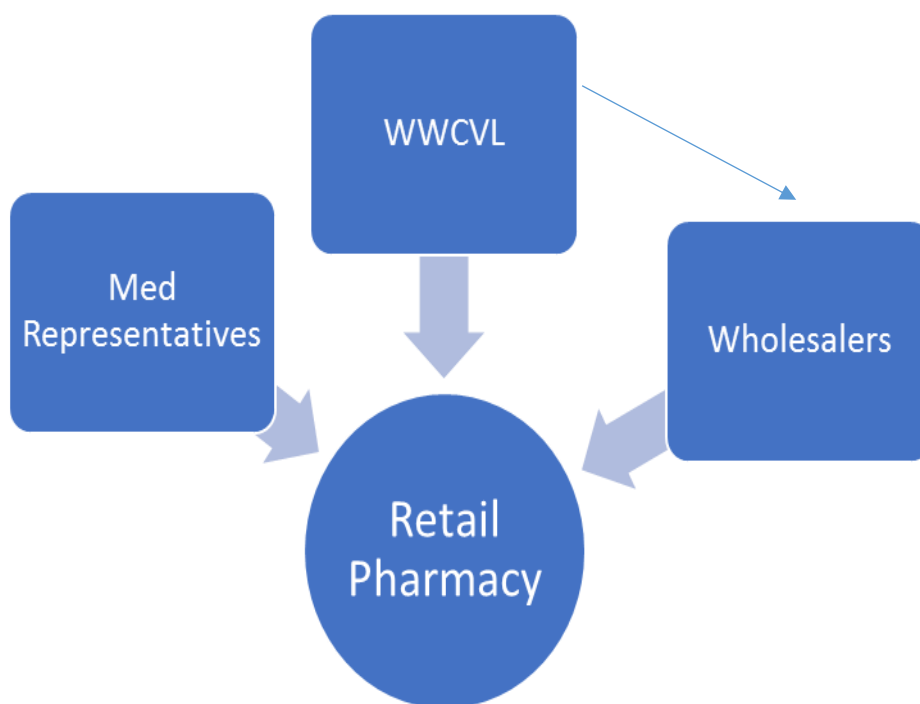 WWCVL
Med
Representatives
Wholesalers
Retail
Pharmacy